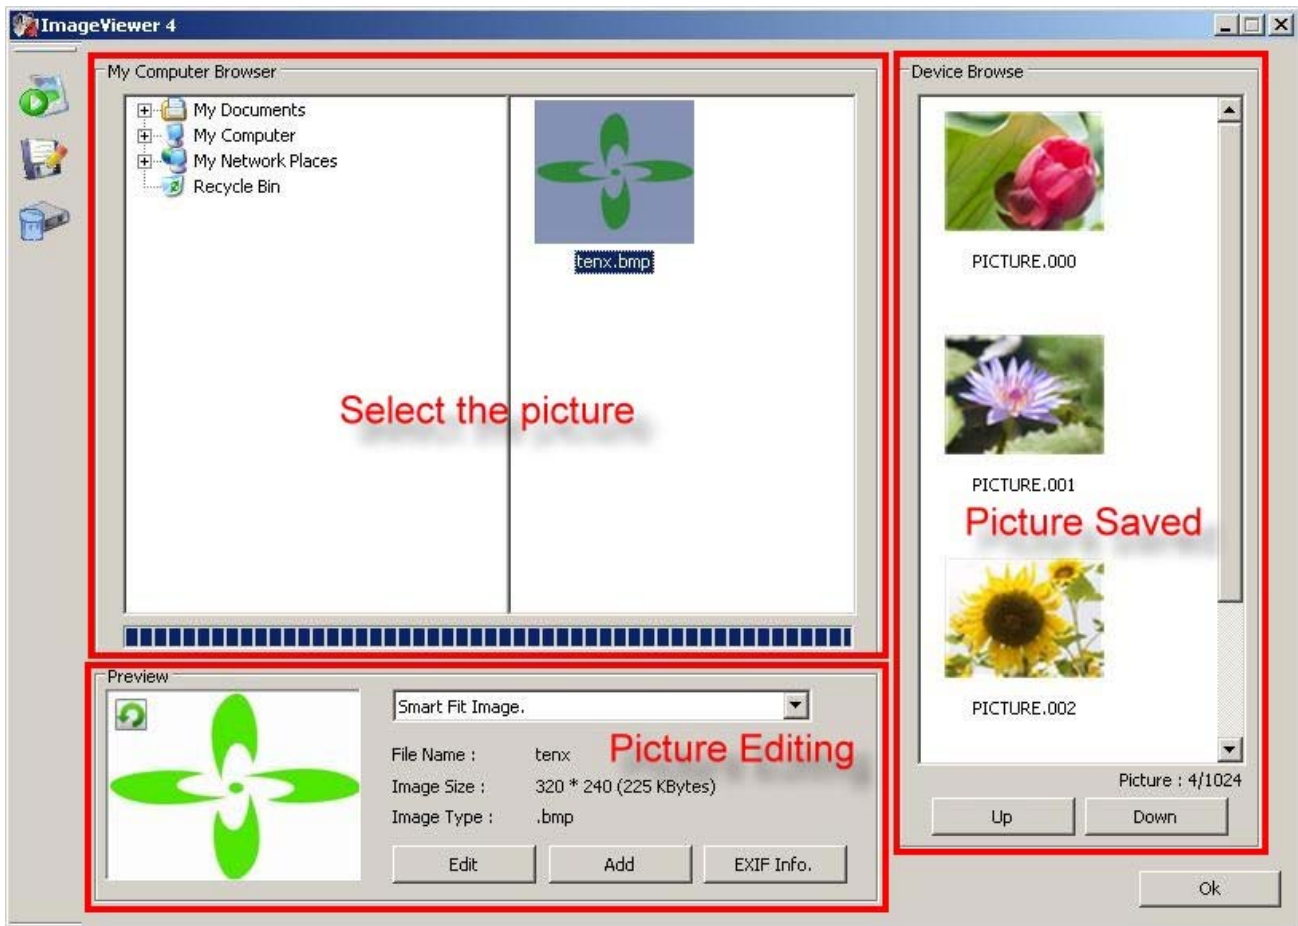 ImageViewer 4
My Computer Browser
My Documents
My Computer
My Network Places
Recycle Bin
tenx.bmp
Select the picture
Preview
Smart Fit Image.
File Name : tenx
Picture Editing
Image Size : 320 * 240 (225 KBytes)
Image Type : .bmp
Edit Add EXIF Info.
Device Browse
PICTURE.000
PICTURE.001
Picture Saved
PICTURE.002
Picture : 4/1024
Up Down
Ok